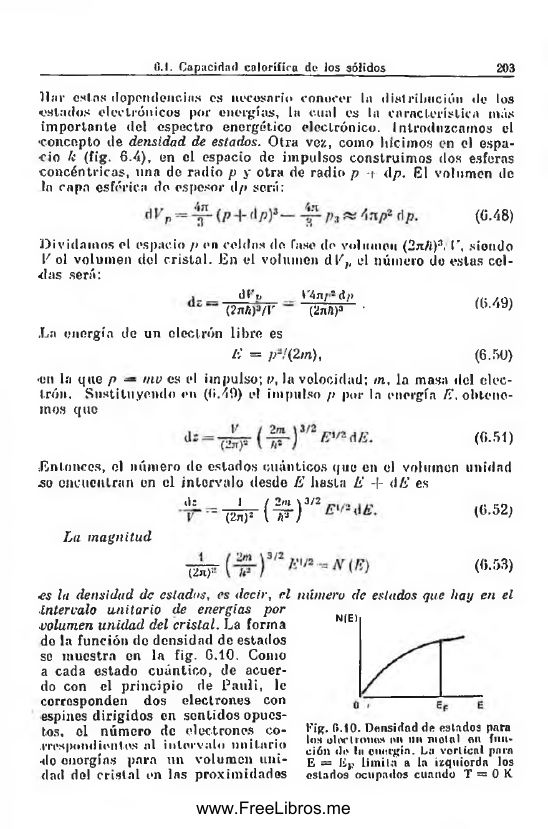 6.1. Capacidad calorífica de los sólidos 203
llar estas dependencias es necesario conocer la distribución de los
estados electrónicos por energías, la cual es la característica más
importante del espectro energético electrónico. Introduzcamos el
concepto de densidad de estados. Otra vez, como hicimos en el espa-
cio k (fig. 6.4), en el espacio de impulsos construimos dos esferas
concéntricas, una de radio p y otra de radio p + dp. El volumen de
la capa esférica de espesor dp será:
dV_p = 4π/3 (p + dp)³ — 4π/3 p₃ ≈ 4πp² dp. (6.48)
Dividamos el espacio p en celdas de fase de volumen (2πħ)³/V, siendo
V el volumen del cristal. En el volumen dV_p el número de estas cel-
das será:
dz = dV_p/((2πħ)³/V) = V4πp² dp/(2πħ)³ . (6.49)
La energía de un electrón libre es
E = p²/(2m), (6.50)
en la que p = mv es el impulso; v, la velocidad; m, la masa del elec-
trón. Sustituyendo en (6.49) el impulso p por la energía E, obtene-
mos que
dz = V/(2π)² (2m/ħ²)^3/2 E^1/2 dE. (6.51)
Entonces, el número de estados cuánticos que en el volumen unidad
se encuentran en el intervalo desde E hasta E + dE es
dz/V = 1/(2π)² (2m/ħ²)^3/2 E^1/2 dE. (6.52)
La magnitud
1/(2π)² (2m/ħ²)^3/2 E^1/2 = N (E) (6.53)
es la densidad de estados, es decir, el número de estados que hay en el
intervalo unitario de energías por
volumen unidad del cristal. La forma
de la función de densidad de estados
se muestra en la fig. 6.10. Como
a cada estado cuántico, de acuer-
do con el principio de Pauli, le
corresponden dos electrones con
espines dirigidos en sentidos opues-
tos, el número de electrones co-
rrespondientes al intervalo unitario
de energías para un volumen uni-
dad del cristal en las proximidades
N(E)
0 E_F E
Fig. 6.10. Densidad de estados para
los electrones en un metal en fun-
ción de la energía. La vertical para
E = E_F limita a la izquierda los
estados ocupados cuando T = 0 K
www.FreeLibros.me